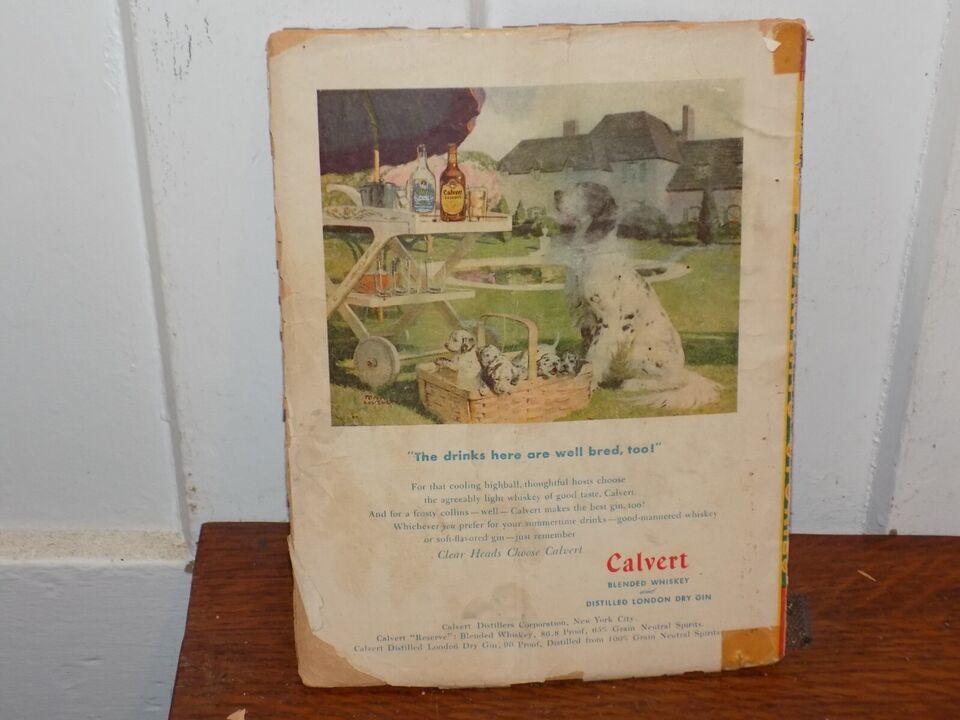 Calvert
"The drinks here are well bred, too!"
For that cooling highball, thoughtful hosts choose
the agreeably light whiskey of good taste, Calvert.
And for a frosty collins—well—Calvert makes the best gin, too!
Whichever you prefer for your summertime drinks—good-mannered whiskey
or soft-flavored gin—just remember
Clear Heads Choose Calvert
Calvert
BLENDED WHISKEY
and
DISTILLED LONDON DRY GIN
Calvert Distillers Corporation, New York City.
Calvert "Reserve": Blended Whiskey, 86.8 Proof, 65% Grain Neutral Spirits.
Calvert Distilled London Dry Gin, 90 Proof, Distilled from 100% Grain Neutral Spirits